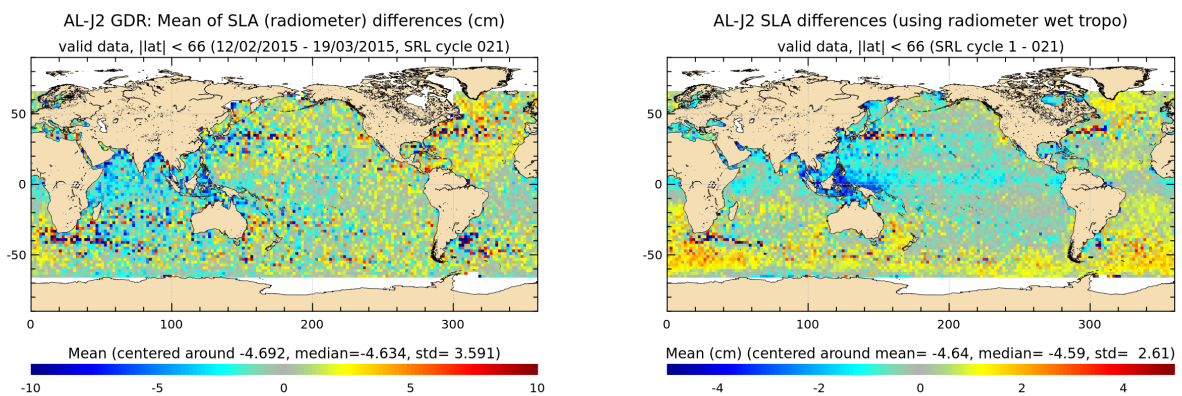 AL-J2 GDR: Mean of SLA (radiometer) differences (cm)
valid data, |lat| < 66 (12/02/2015 - 19/03/2015, SRL cycle 021)
50
0
-50
0 100 200 300
Mean (centered around -4.692, median=-4.634, std= 3.591)
-10 -5 0 5 10
AL-J2 SLA differences (using radiometer wet tropo)
valid data, |lat| < 66 (SRL cycle 1 - 021)
50
0
-50
0 100 200 300
Mean (cm) (centered around mean= -4.64, median= -4.59, std= 2.61)
-4 -2 0 2 4